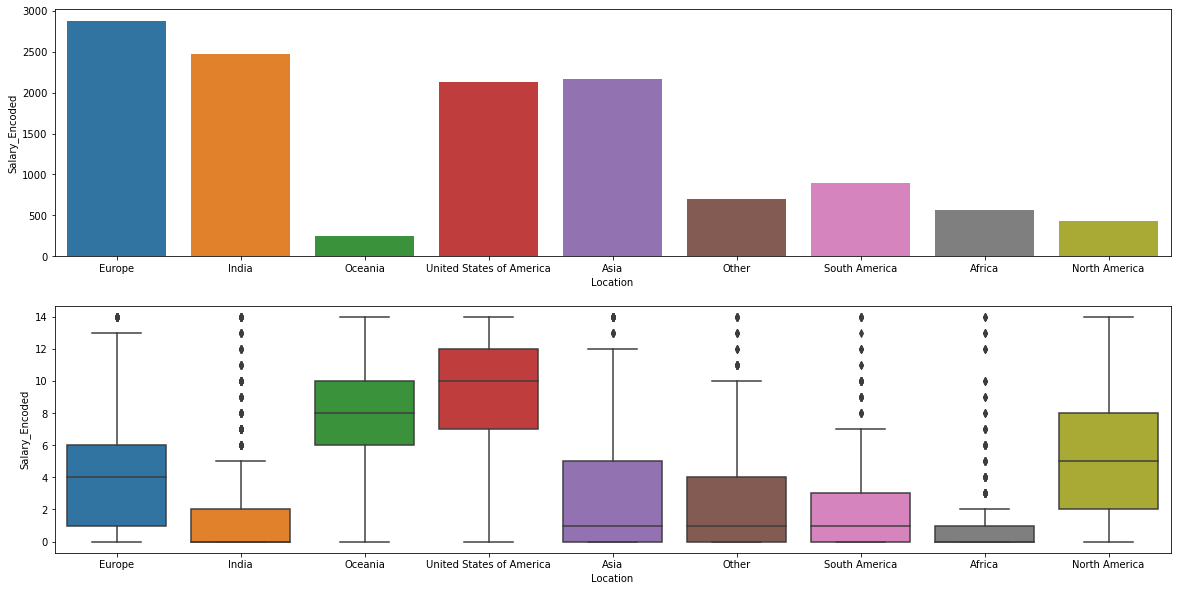 3000
2500
2000
1500
1000
500
0
Salary_Encoded
Europe India Oceania United States of America Asia Other South America Africa North America
Location
14
12
10
8
6
4
2
0
Salary_Encoded
Europe India Oceania United States of America Asia Other South America Africa North America
Location